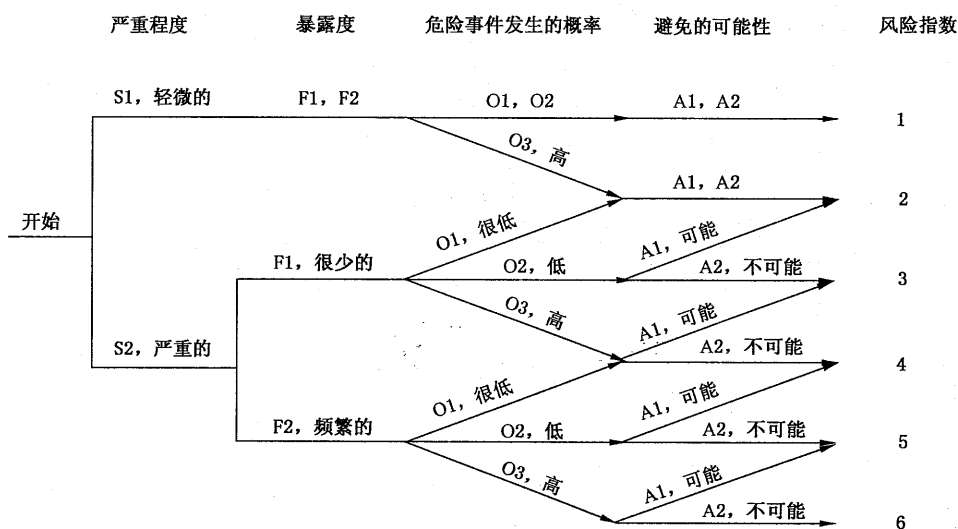 严重程度 暴露度 危险事件发生的概率 避免的可能性 风险指数
S1，轻微的 F1，F2 O1，O2 A1，A2 1
O3，高
A1，A2 2
开始
O1，很低 A1，可能
F1，很少的 O2，低 A2，不可能 3
O3，高 A1，可能
S2，严重的 A2，不可能 4
O1，很低 A1，可能
F2，频繁的 O2，低 A2，不可能 5
O3，高 A1，可能
A2，不可能 6